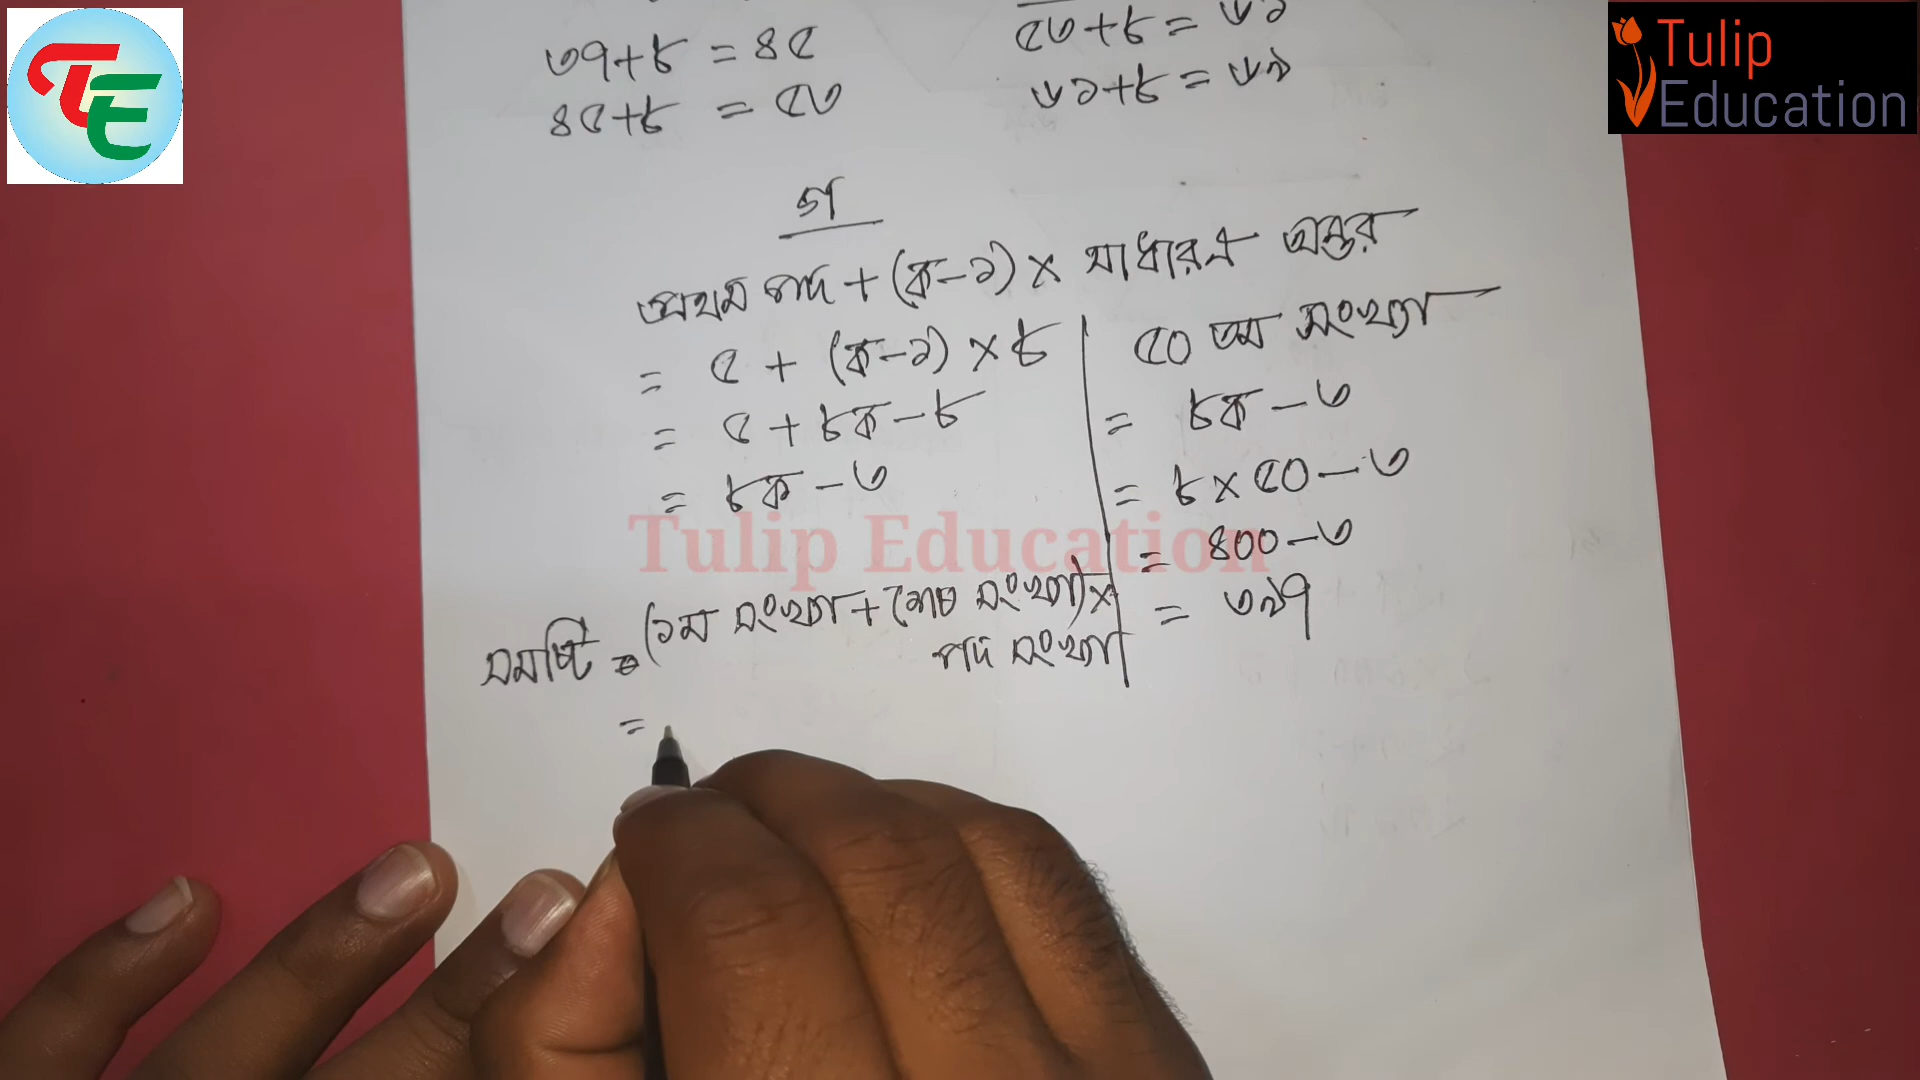 TE
Tulip
Education
৩৭+৮ = ৪৫
৪৫+৮ = ৫৩
৫৩+৮ = ৬১
৬১+৮ = ৬৯
গ
প্রথম পদ + (ক-১) × সাধারণ অন্তর
= ৫ + (ক-১) × ৮
= ৫ + ৮ক - ৮
= ৮ক - ৩
৫০ তম সংখ্যা
= ৮ক - ৩
= ৮ × ৫০ - ৩
= ৪০০ - ৩
= ৩৯৭
Tulip Education
সমষ্টি = (১ম সংখ্যা + শেষ সংখ্যা) ×
পদ সংখ্যা
=